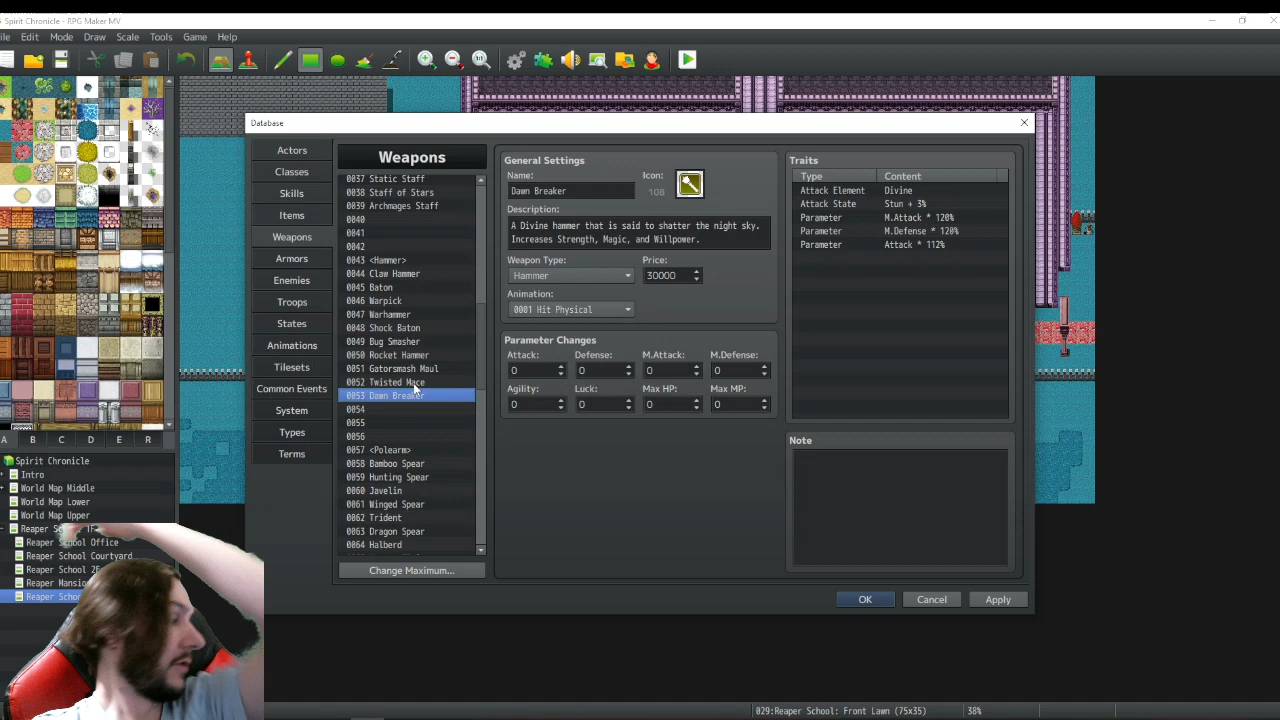 Spirit Chronicle - RPG Maker MV
ile Edit Mode Draw Scale Tools Game Help
1:1
Database
Actors
Classes
Skills
Items
Weapons
Armors
Enemies
Troops
States
Animations
Tilesets
Common Events
System
Types
Terms
Weapons
0037 Static Staff
0038 Staff of Stars
0039 Archmages Staff
0040
0041
0042
0043 <Hammer>
0044 Claw Hammer
0045 Baton
0046 Warpick
0047 Warhammer
0048 Shock Baton
0049 Bug Smasher
0050 Rocket Hammer
0051 Gatorsmash Maul
0052 Twisted Mace
0053 Dawn Breaker
0054
0055
0056
0057 <Polearm>
0058 Bamboo Spear
0059 Hunting Spear
0060 Javelin
0061 Winged Spear
0062 Trident
0063 Dragon Spear
0064 Halberd
Change Maximum...
General Settings
Name:
Icon:
Dawn Breaker
108
Description:
A Divine hammer that is said to shatter the night sky.
Increases Strength, Magic, and Willpower.
Weapon Type:
Price:
Hammer
30000
Animation:
0001 Hit Physical
Parameter Changes
Attack: Defense: M.Attack: M.Defense:
0 0 0 0
Agility: Luck: Max HP: Max MP:
0 0 0 0
Traits
Type Content
Attack Element Divine
Attack State Stun + 3%
Parameter M.Attack * 120%
Parameter M.Defense * 120%
Parameter Attack * 112%
Note
OK Cancel Apply
A B C D E R
Spirit Chronicle
Intro
World Map Middle
World Map Lower
World Map Upper
Reaper
Reaper School Office
Reaper School Courtyard
Reaper School
Reaper Mansion
Reaper
029:Reaper School: Front Lawn (75x35) 38%